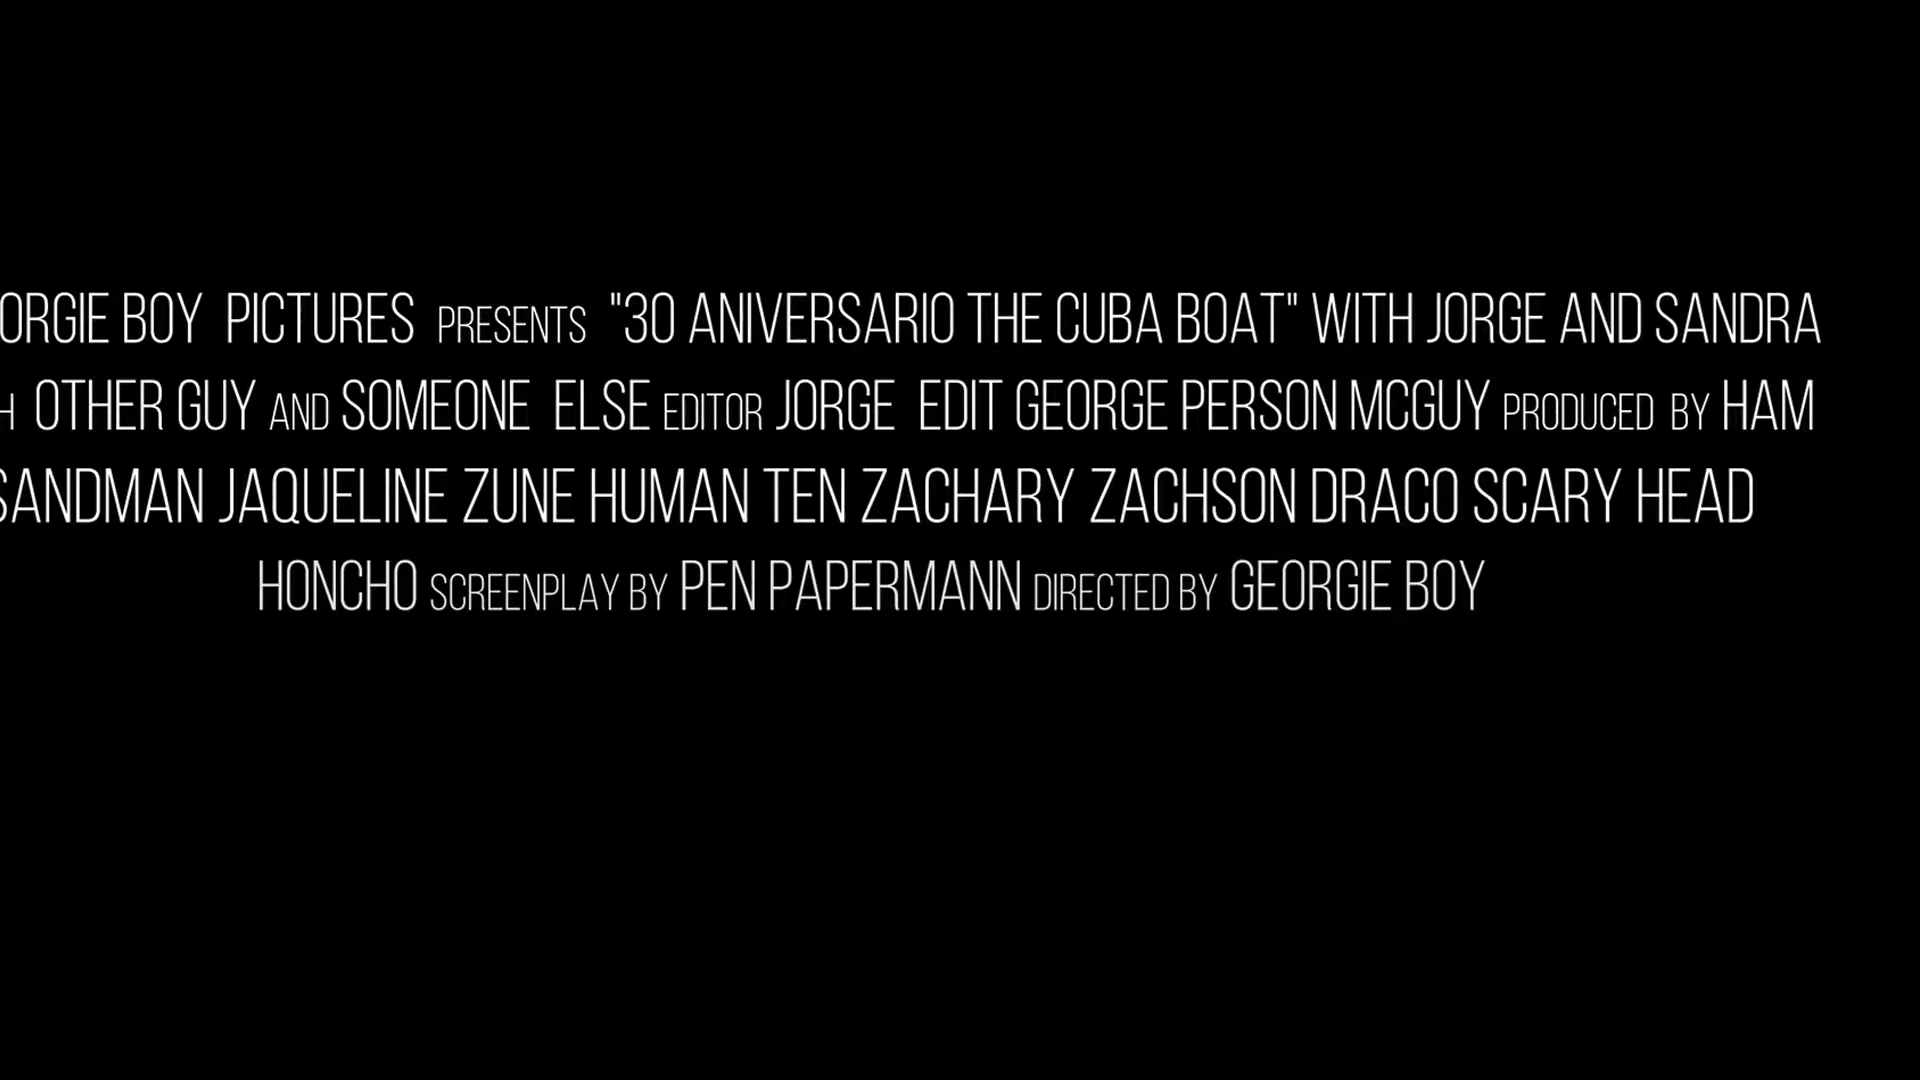 ORGIE BOY PICTURES PRESENTS "30 ANIVERSARIO THE CUBA BOAT" WITH JORGE AND SANDRA
H OTHER GUY AND SOMEONE ELSE EDITOR JORGE EDIT GEORGE PERSON MCGUY PRODUCED BY HAM
SANDMAN JAQUELINE ZUNE HUMAN TEN ZACHARY ZACHSON DRACO SCARY HEAD
HONCHO SCREENPLAY BY PEN PAPERMANN DIRECTED BY GEORGIE BOY